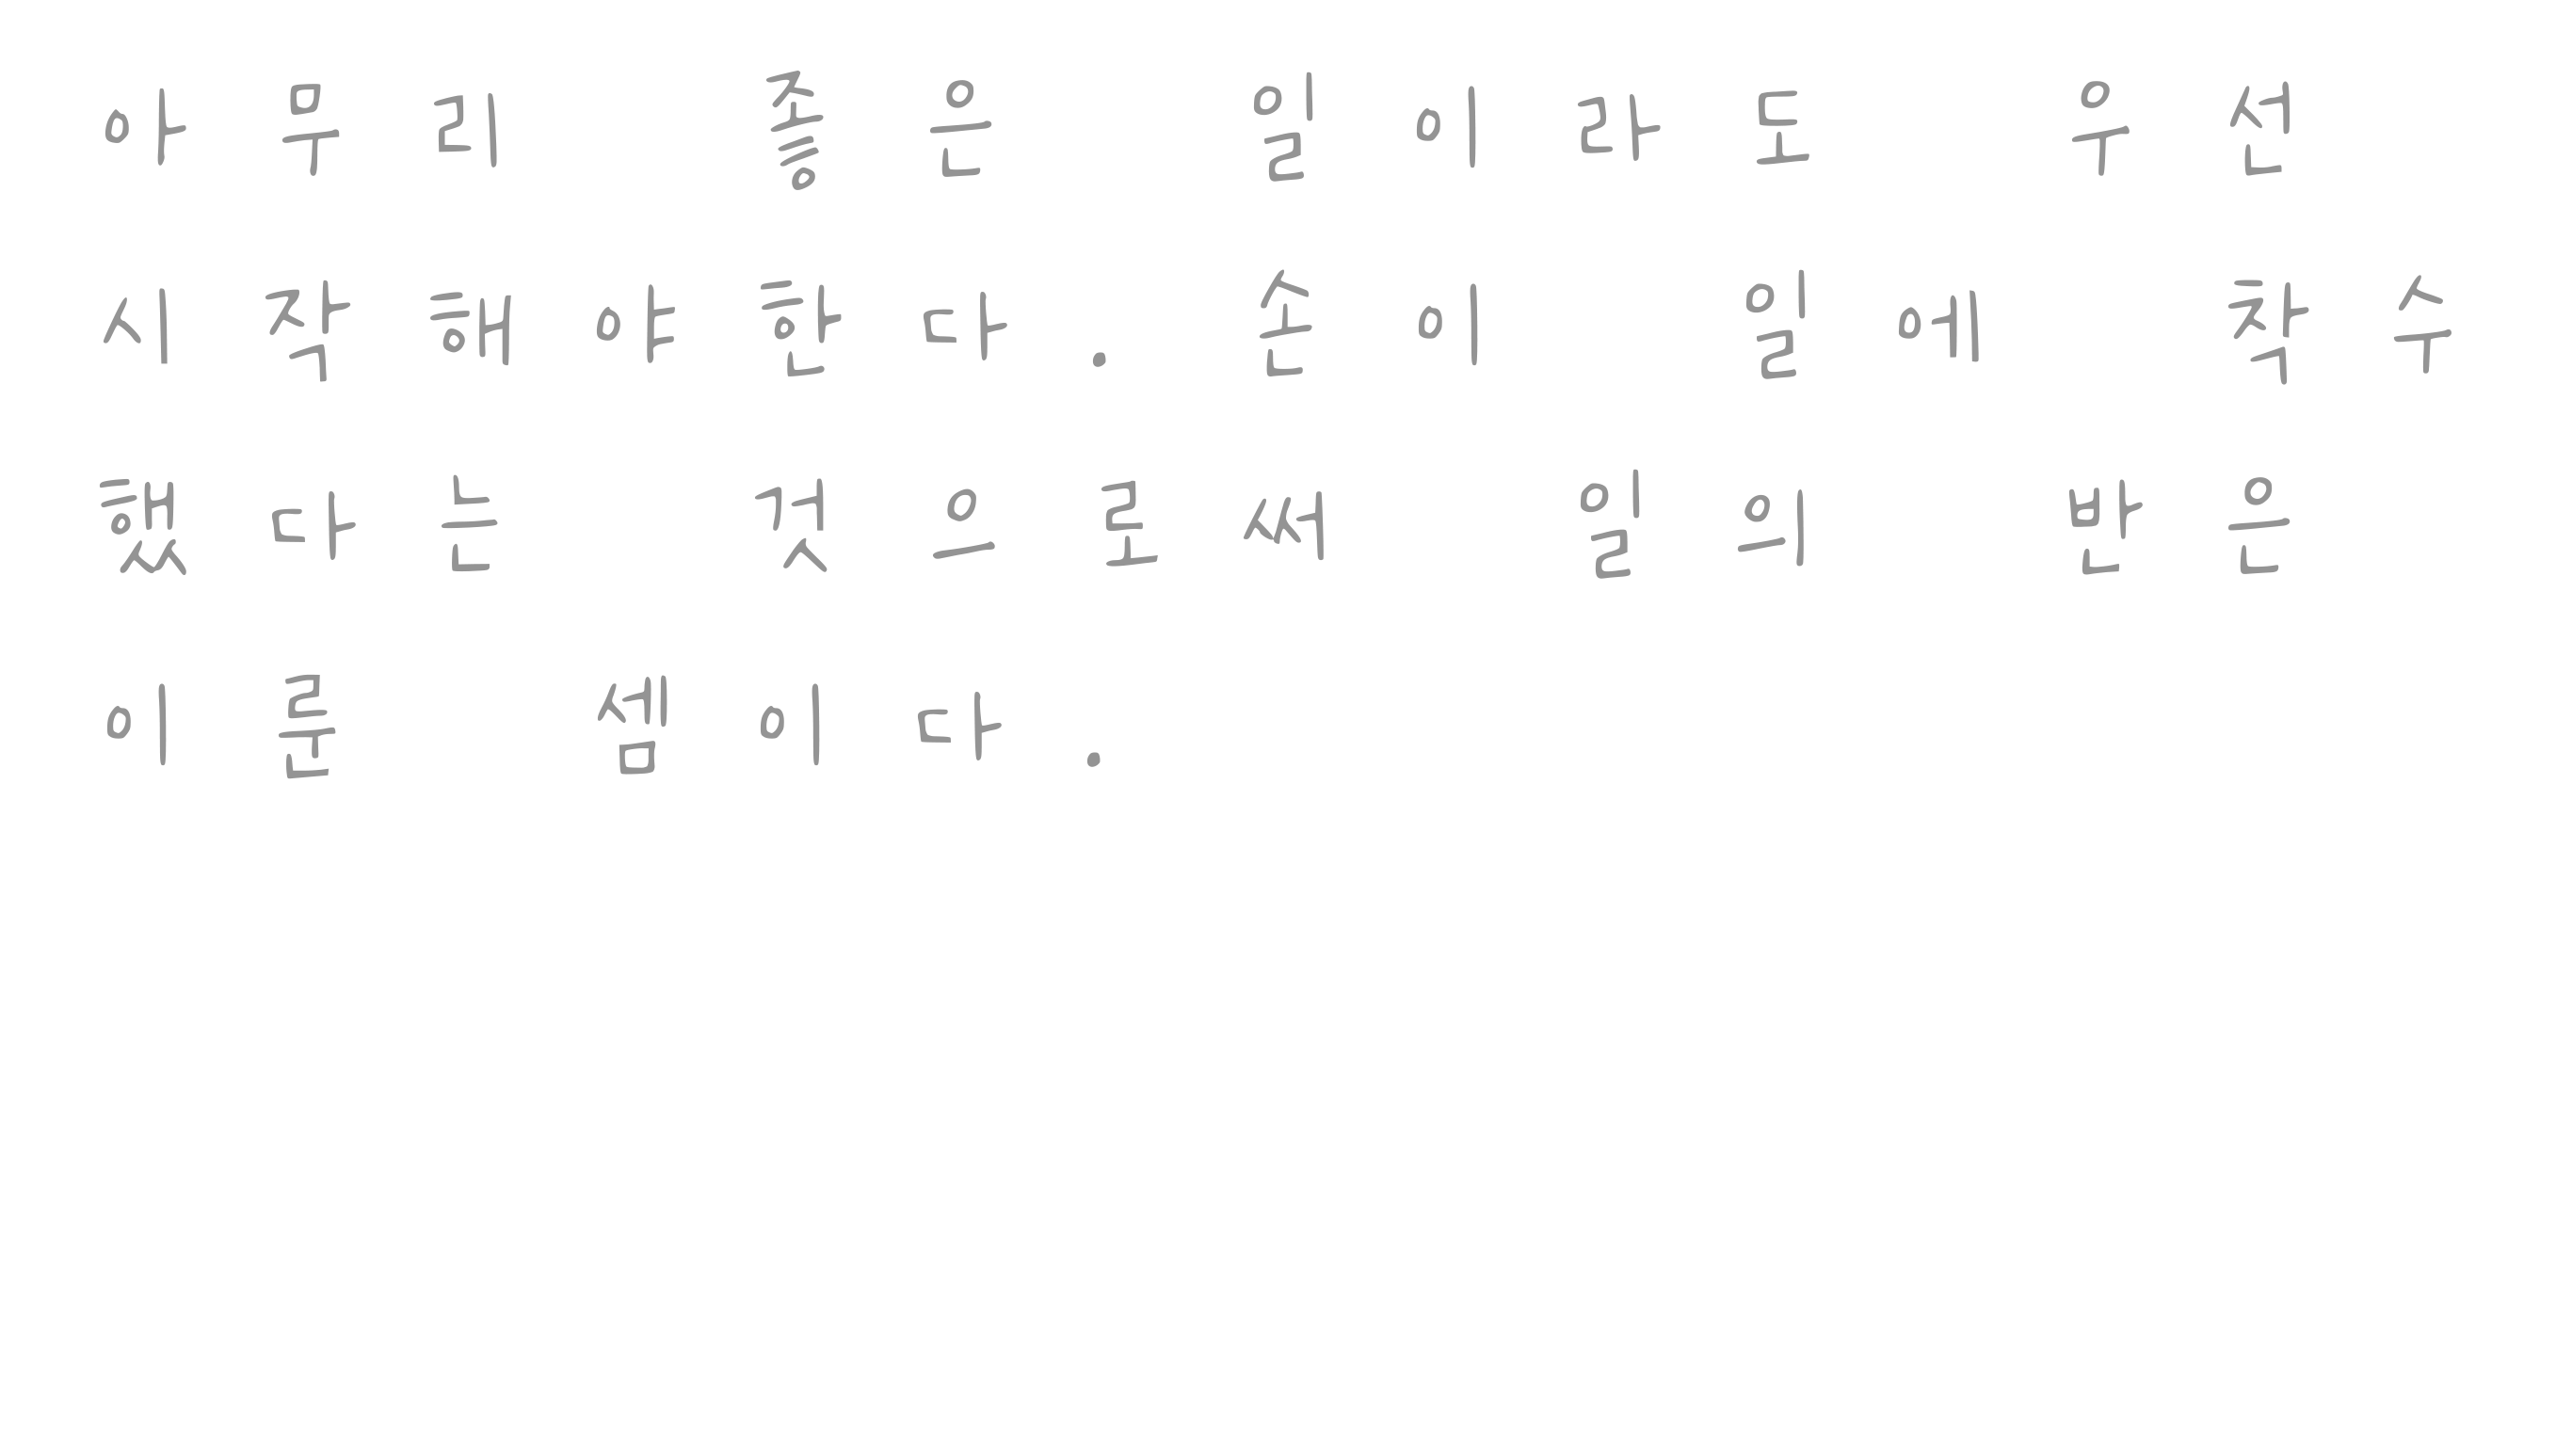 아무리 좋은 일이라도 우선
시작해야한다. 손이 일에 착수
했다는 것으로써 일의 반은
이룬 셈이다.